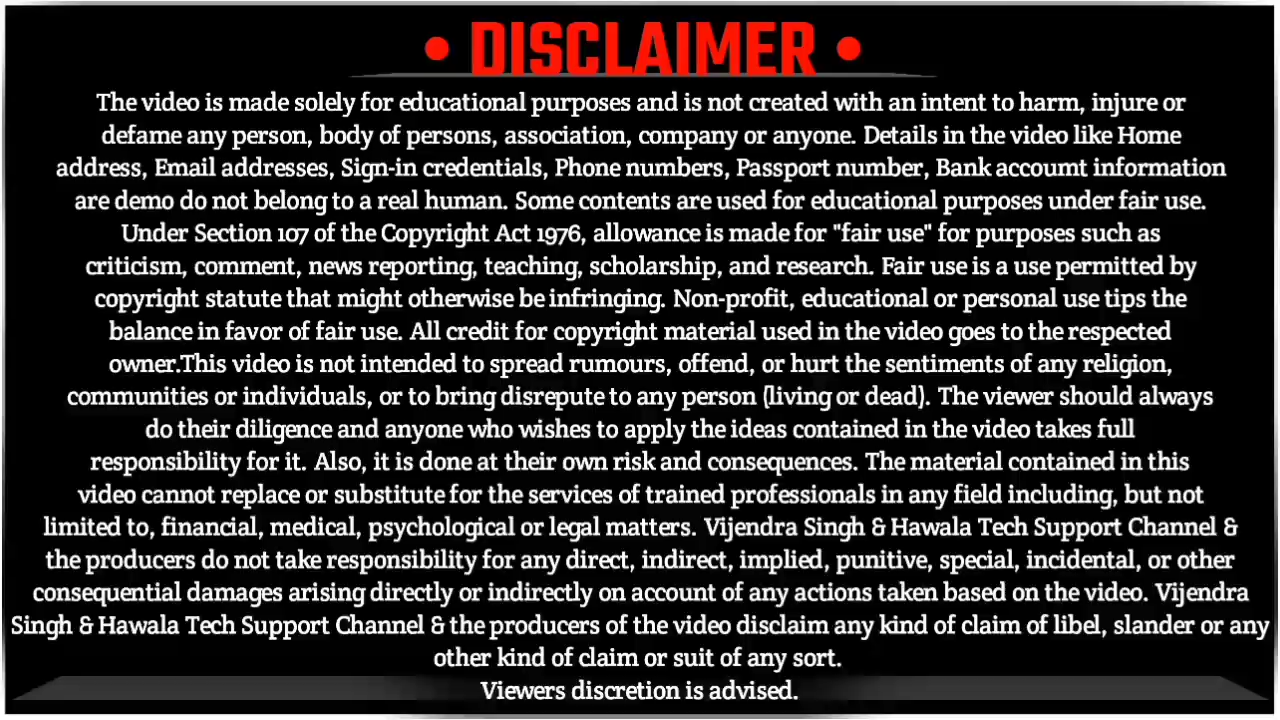 • DISCLAIMER •
The video is made solely for educational purposes and is not created with an intent to harm, injure or
defame any person, body of persons, association, company or anyone. Details in the video like Home
address, Email addresses, Sign-in credentials, Phone numbers, Passport number, Bank accoumt information
are demo do not belong to a real human. Some contents are used for educational purposes under fair use.
Under Section 107 of the Copyright Act 1976, allowance is made for "fair use" for purposes such as
criticism, comment, news reporting, teaching, scholarship, and research. Fair use is a use permitted by
copyright statute that might otherwise be infringing. Non-profit, educational or personal use tips the
balance in favor of fair use. All credit for copyright material used in the video goes to the respected
owner.This video is not intended to spread rumours, offend, or hurt the sentiments of any religion,
communities or individuals, or to bring disrepute to any person (living or dead). The viewer should always
do their diligence and anyone who wishes to apply the ideas contained in the video takes full
responsibility for it. Also, it is done at their own risk and consequences. The material contained in this
video cannot replace or substitute for the services of trained professionals in any field including, but not
limited to, financial, medical, psychological or legal matters. Vijendra Singh & Hawala Tech Support Channel &
the producers do not take responsibility for any direct, indirect, implied, punitive, special, incidental, or other
consequential damages arising directly or indirectly on account of any actions taken based on the video. Vijendra
Singh & Hawala Tech Support Channel & the producers of the video disclaim any kind of claim of libel, slander or any
other kind of claim or suit of any sort.
Viewers discretion is advised.